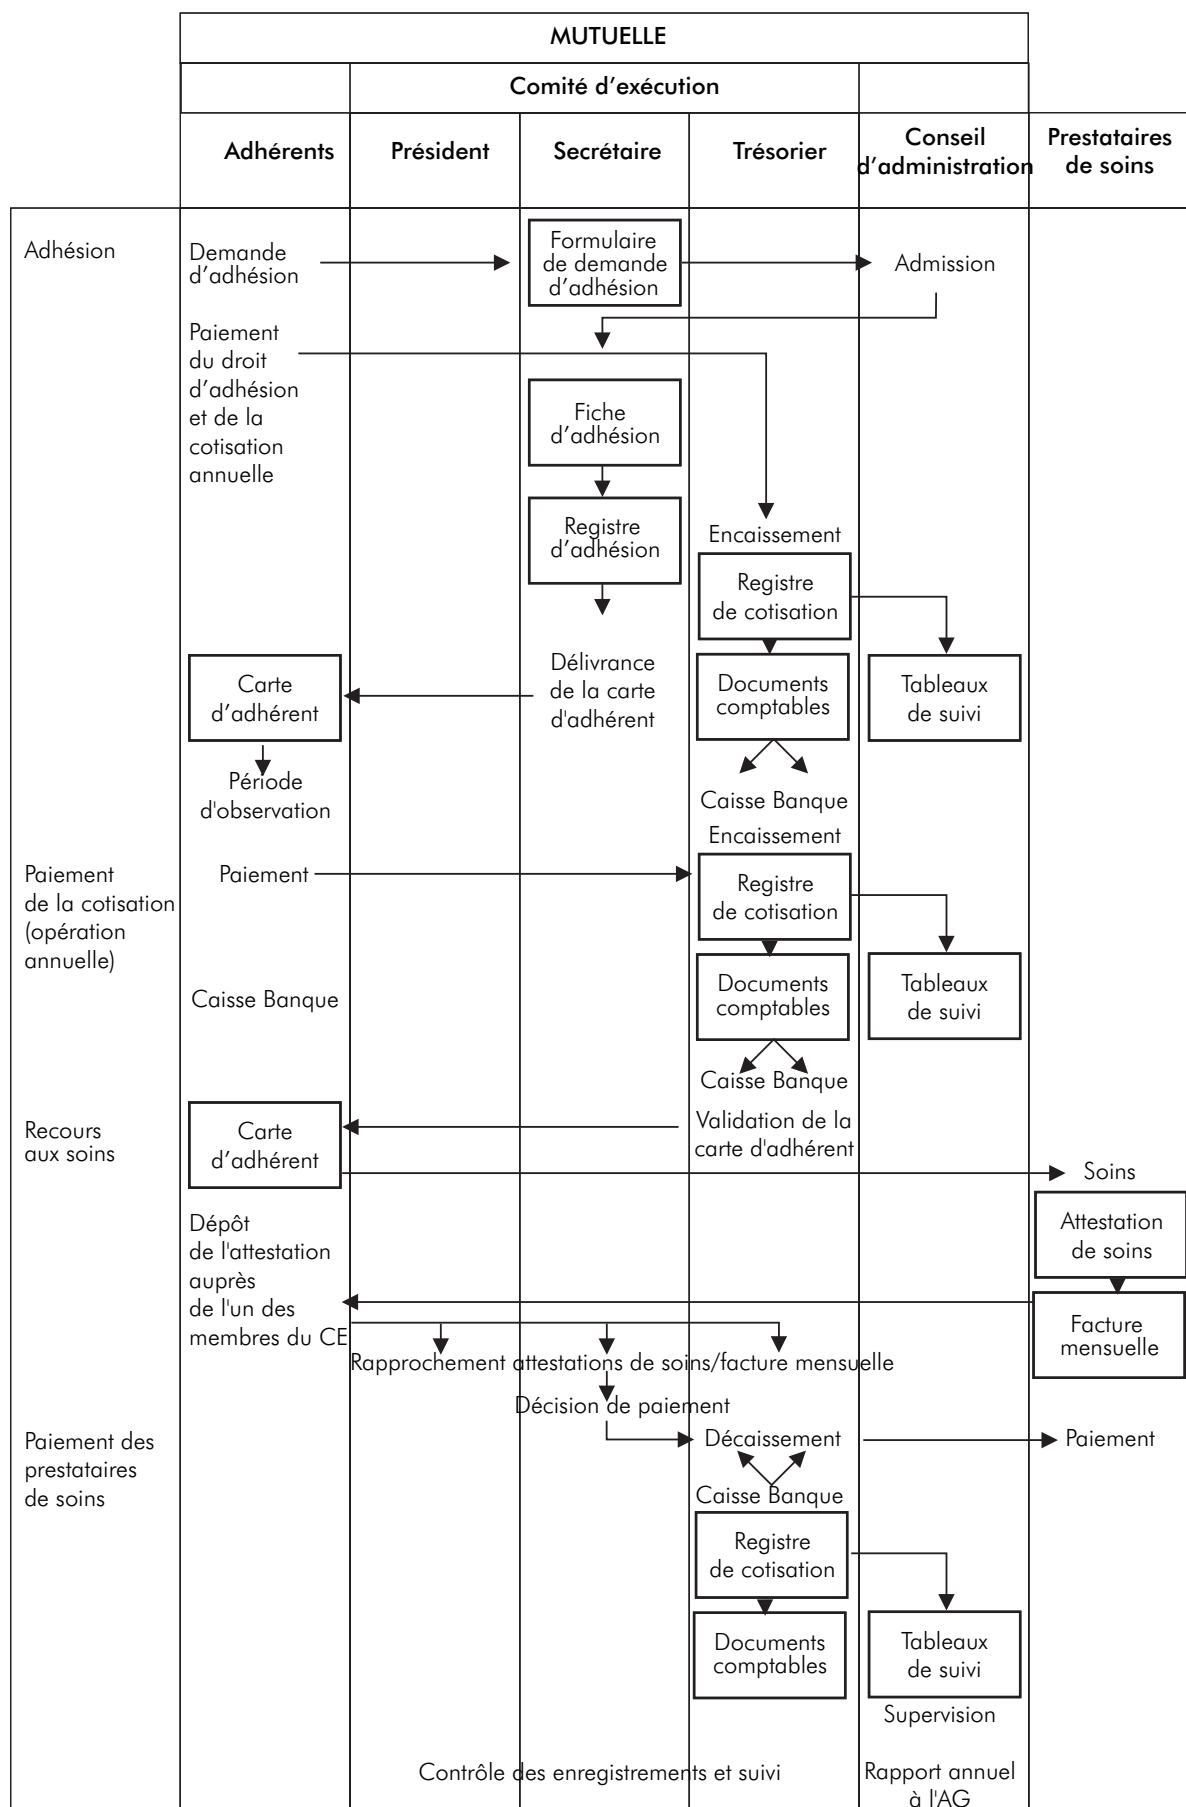 MUTUELLE
Comité d’exécution
Adhérents
Président
Secrétaire
Trésorier
Conseil
d’administration
Prestataires
de soins
Adhésion
Demande
d’adhésion
Formulaire
de demande
d’adhésion
Admission
Paiement
du droit
d’adhésion
et de la
cotisation
annuelle
Fiche
d’adhésion
Registre
d’adhésion
Encaissement
Registre
de cotisation
Carte
d’adhérent
Délivrance
de la carte
d'adhérent
Documents
comptables
Tableaux
de suivi
Période
d'observation
Caisse Banque
Encaissement
Paiement
de la cotisation
(opération
annuelle)
Paiement
Registre
de cotisation
Caisse Banque
Documents
comptables
Tableaux
de suivi
Caisse Banque
Recours
aux soins
Carte
d’adhérent
Validation de la
carte d'adhérent
Soins
Attestation
de soins
Dépôt
de l'attestation
auprès
de l'un des
membres du CE
Facture
mensuelle
Rapprochement attestations de soins/facture mensuelle
Décision de paiement
Paiement des
prestataires
de soins
Décaissement
Paiement
Caisse Banque
Registre
de cotisation
Documents
comptables
Tableaux
de suivi
Supervision
Contrôle des enregistrements et suivi
Rapport annuel
à l'AG